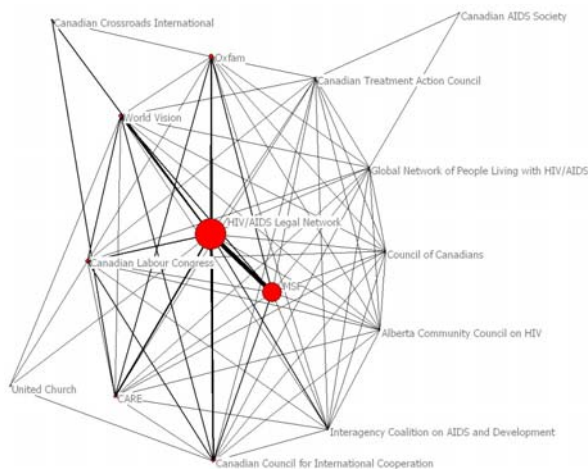 Canadian Crossroads International
Canadian AIDS Society
Oxfam
Canadian Treatment Action Council
World Vision
Global Network of People Living with HIV/AIDS
HIV/AIDS Legal Network
Council of Canadians
Canadian Labour Congress
MSF
Alberta Community Council on HIV
United Church
CARE
Interagency Coalition on AIDS and Development
Canadian Council for International Cooperation